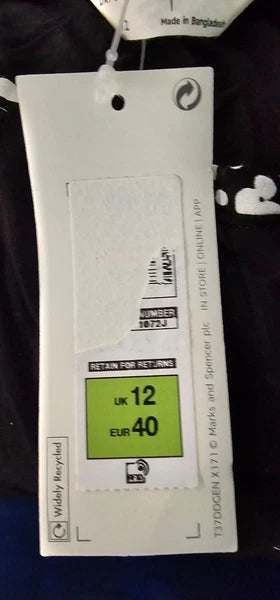 Made in Bangladesh
NUMBER
1072J
RETAIN FOR RETURNS
UK 12
EUR 40
Widely Recycled
T37DDGEN X171 © Marks and Spencer plc IN STORE | ONLINE | APP